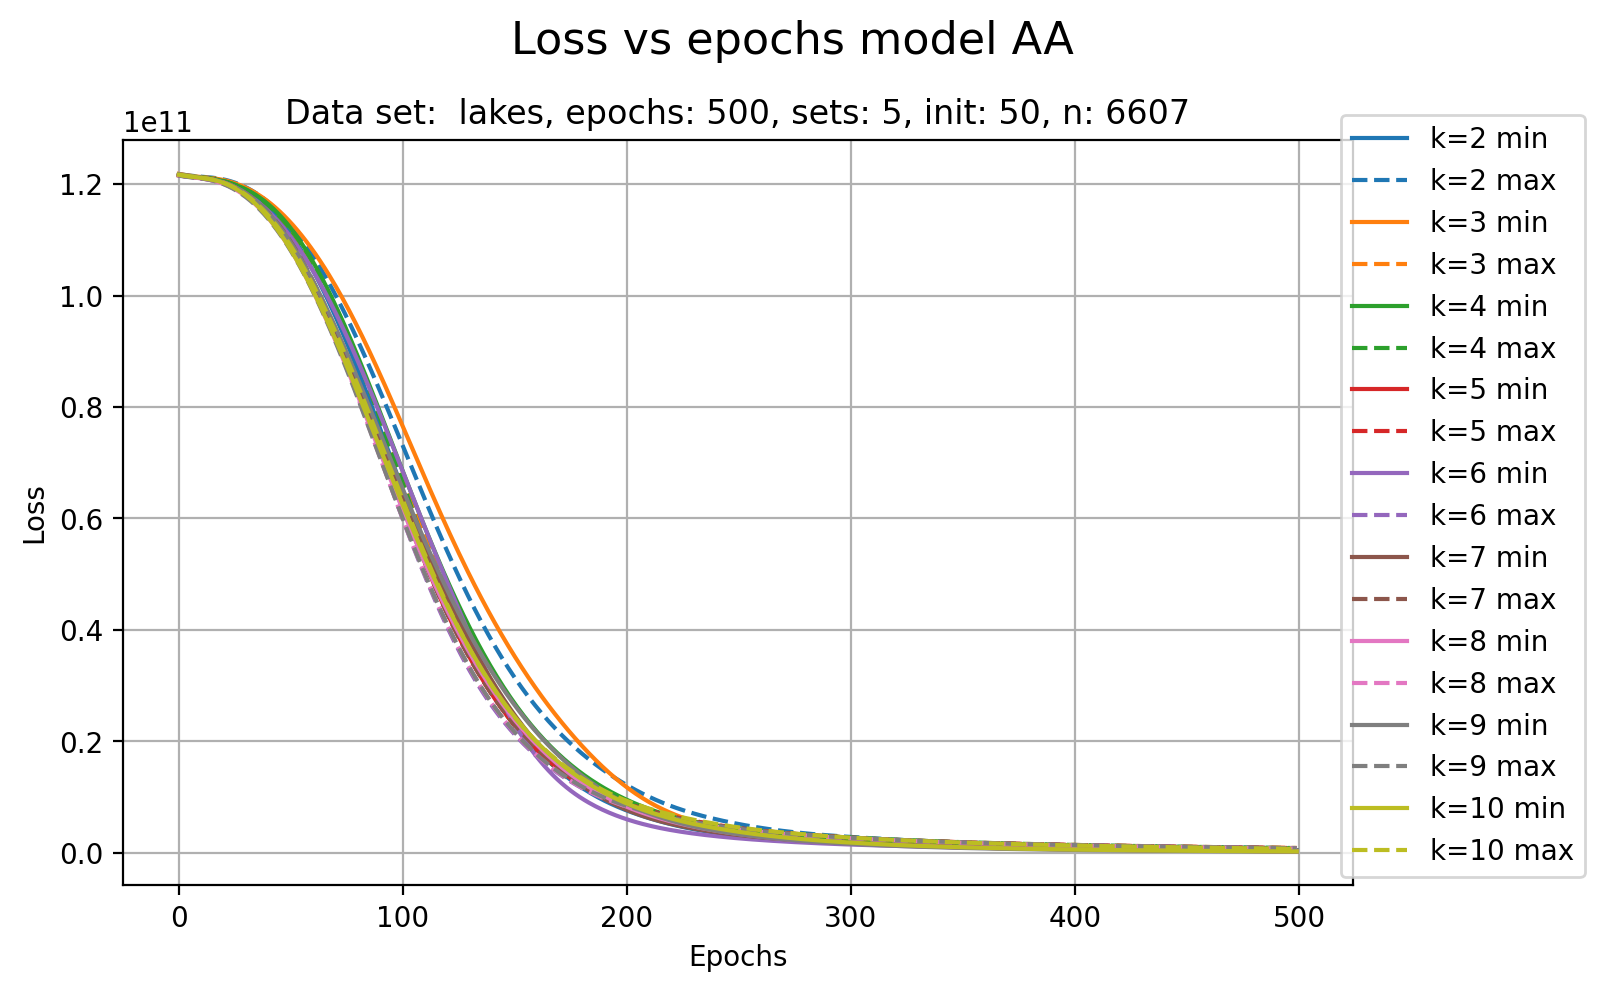 Loss vs epochs model AA
Data set:  lakes, epochs: 500, sets: 5, init: 50, n: 6607
1e11
1.2
1.0
0.8
0.6
0.4
0.2
0.0
Loss
0 100 200 300 400 500
Epochs
k=2 min
k=2 max
k=3 min
k=3 max
k=4 min
k=4 max
k=5 min
k=5 max
k=6 min
k=6 max
k=7 min
k=7 max
k=8 min
k=8 max
k=9 min
k=9 max
k=10 min
k=10 max